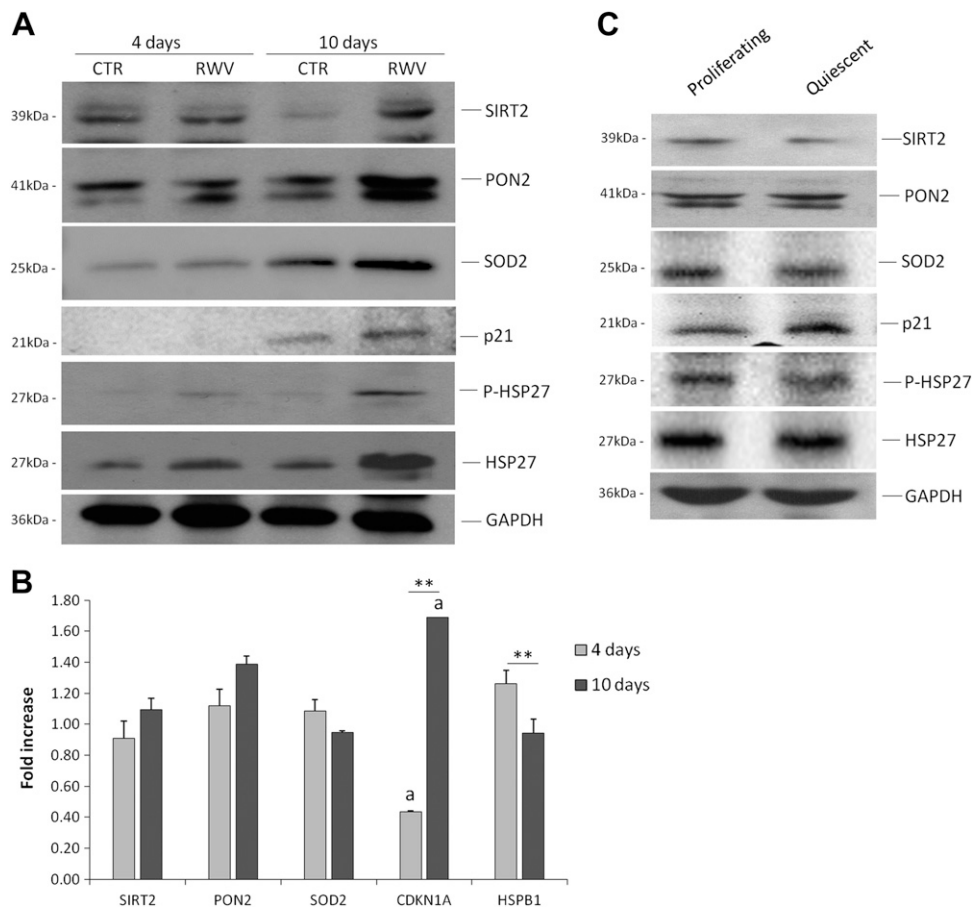 A
4 days 10 days
CTR RWV CTR RWV
39kDa - SIRT2
41kDa - PON2
25kDa - SOD2
21kDa - p21
27kDa - P-HSP27
27kDa - HSP27
36kDa - GAPDH
C
Proliferating Quiescent
39kDa - SIRT2
41kDa - PON2
25kDa - SOD2
21kDa - p21
27kDa - P-HSP27
27kDa - HSP27
36kDa - GAPDH
B
Fold increase
1.80
1.60
1.40
1.20
1.00
0.80
0.60
0.40
0.20
0.00
** a
a
**
4 days
10 days
SIRT2 PON2 SOD2 CDKN1A HSPB1